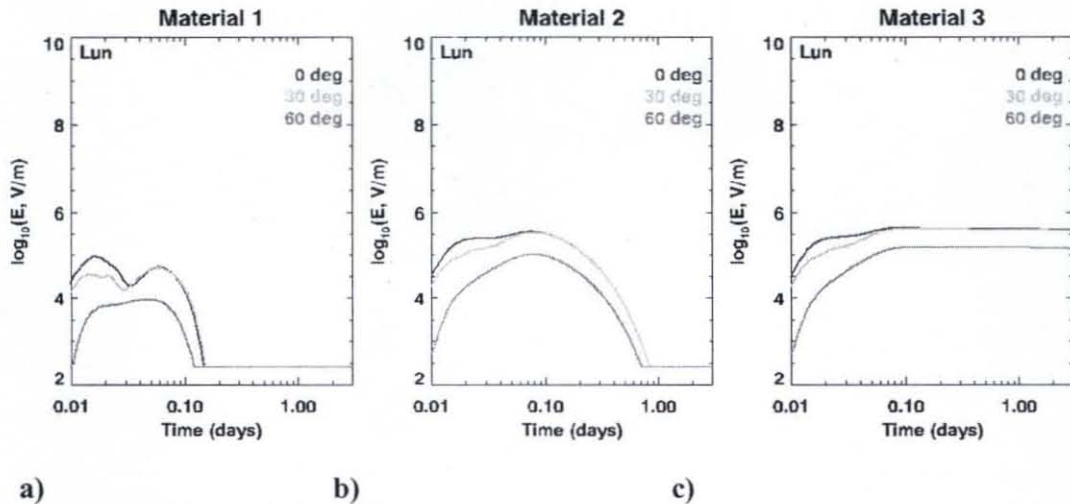 Material 1
10
Lun
0 deg
30 deg
60 deg
8
6
4
2
log10(E, V/m)
0.01
0.10
1.00
Time (days)
Material 2
10
Lun
0 deg
30 deg
60 deg
8
6
4
2
log10(E, V/m)
0.01
0.10
1.00
Time (days)
Material 3
10
Lun
0 deg
30 deg
60 deg
8
6
4
2
log10(E, V/m)
0.01
0.10
1.00
Time (days)
a)
b)
c)